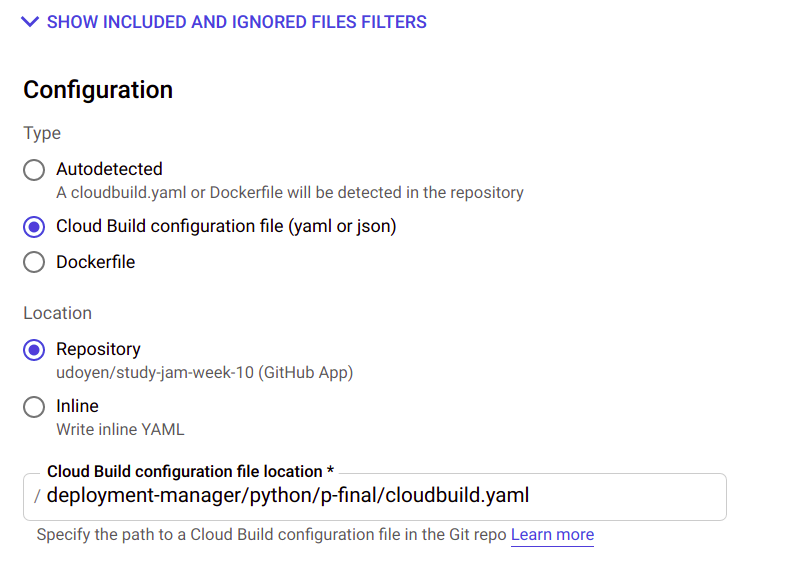 SHOW INCLUDED AND IGNORED FILES FILTERS
Configuration
Type
Autodetected
A cloudbuild.yaml or Dockerfile will be detected in the repository
Cloud Build configuration file (yaml or json)
Dockerfile
Location
Repository
udoyen/study-jam-week-10 (GitHub App)
Inline
Write inline YAML
Cloud Build configuration file location *
/ deployment-manager/python/p-final/cloudbuild.yaml
Specify the path to a Cloud Build configuration file in the Git repo Learn more